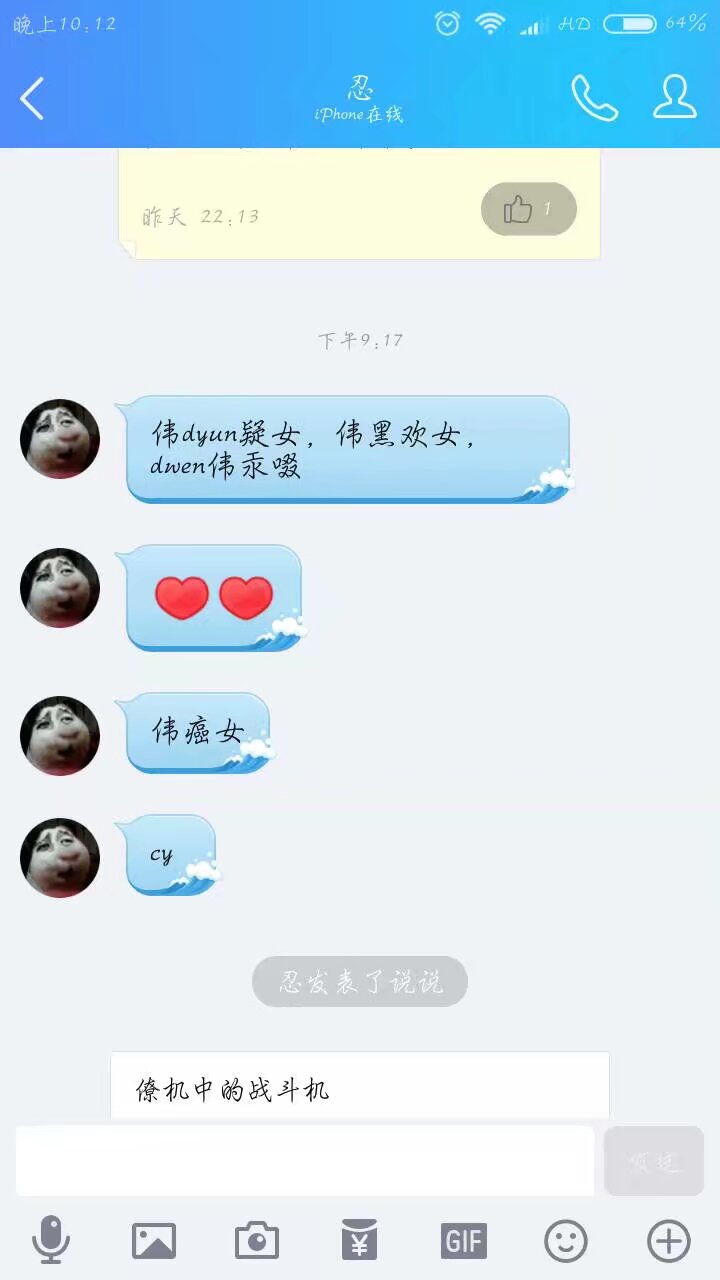 晚上10:12
HD
64%
忍
iPhone在线
昨天 22:13
1
下午9:17
伟dyun疑女，伟黑欢女，
dwen伟汞啜
伟癌女
cy
忍发表了说说
僚机中的战斗机
发送
GIF